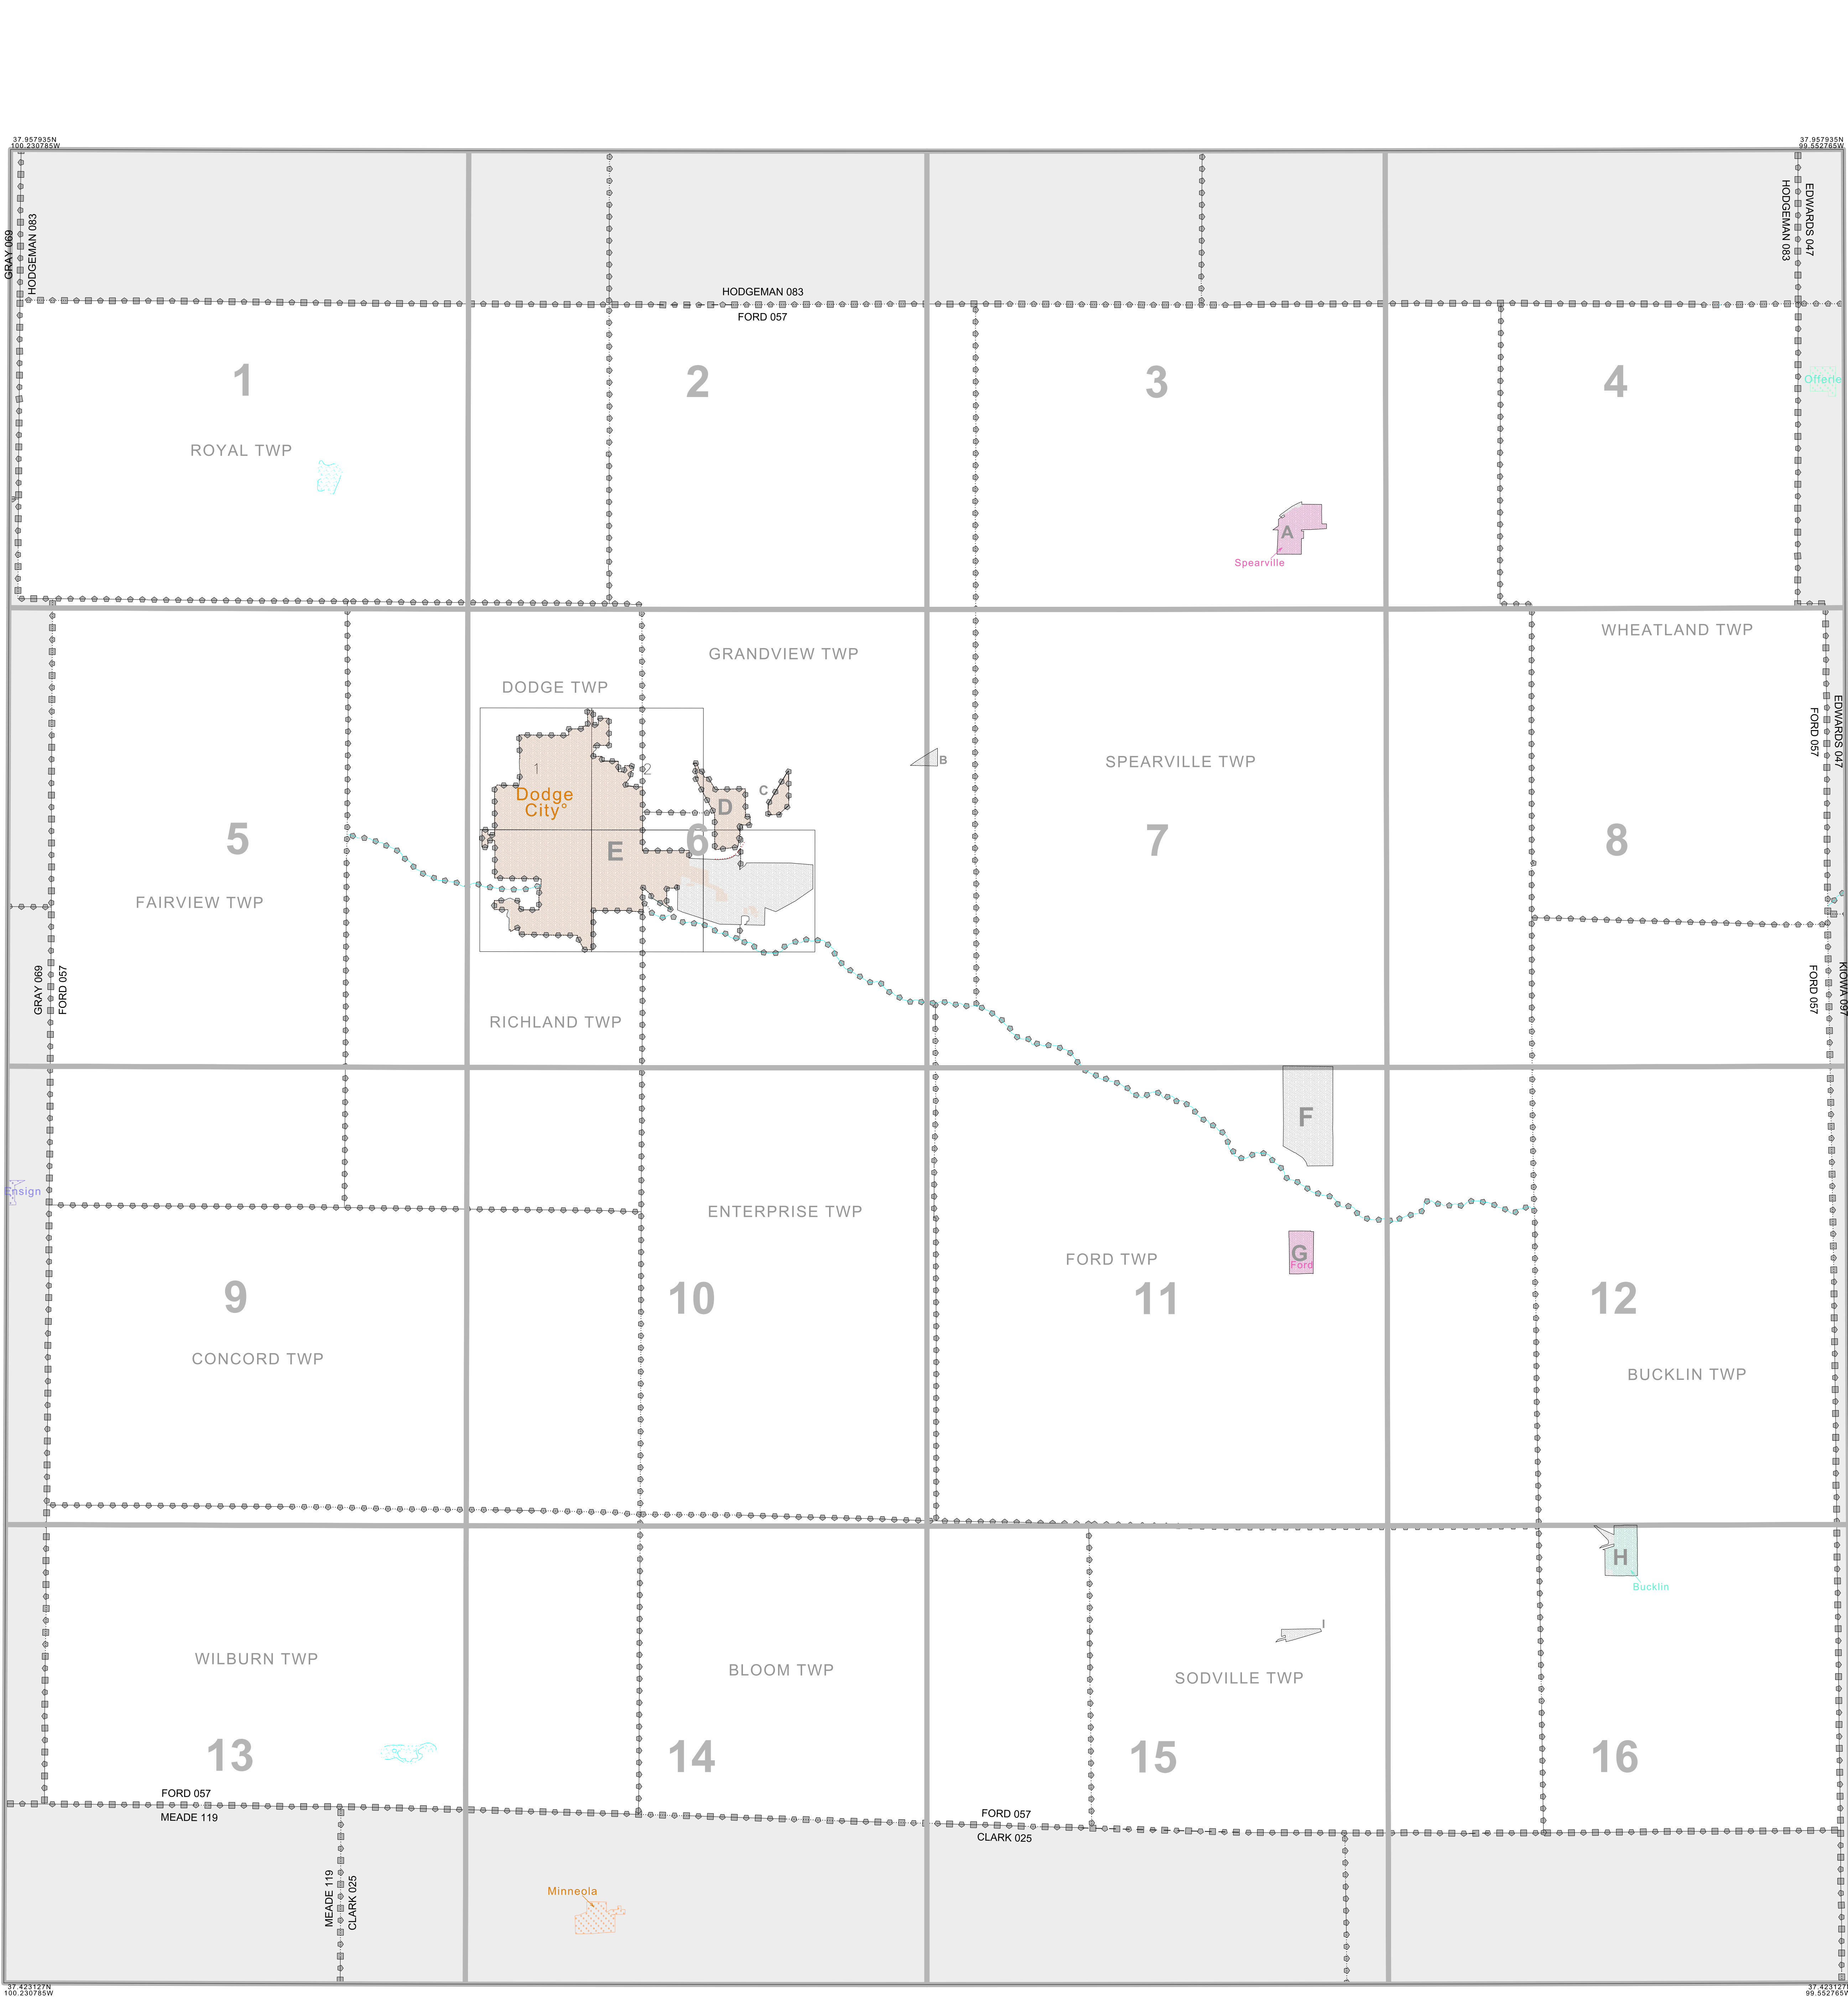 37.957935N
100.230785W
37.957935N
99.552765W
GRAY 069
HODGEMAN 083
HODGEMAN 083
EDWARDS 047
HODGEMAN 083
FORD 057
1
2
3
4
Offerle
ROYAL TWP
A
Spearville
GRANDVIEW TWP
WHEATLAND TWP
DODGE TWP
FORD 057
EDWARDS 047
SPEARVILLE TWP
B
1
2
C
Dodge
City°
D
5
E
6
7
8
FAIRVIEW TWP
2
GRAY 069
FORD 057
FORD 057
KIOWA 097
RICHLAND TWP
F
Ensign
ENTERPRISE TWP
FORD TWP
G
Ford
9
10
11
12
CONCORD TWP
BUCKLIN TWP
H
Bucklin
I
WILBURN TWP
BLOOM TWP
SODVILLE TWP
13
14
15
16
FORD 057
MEADE 119
FORD 057
CLARK 025
MEADE 119
CLARK 025
Minneola
37.423127N
100.230785W
37.423127N
99.552765W